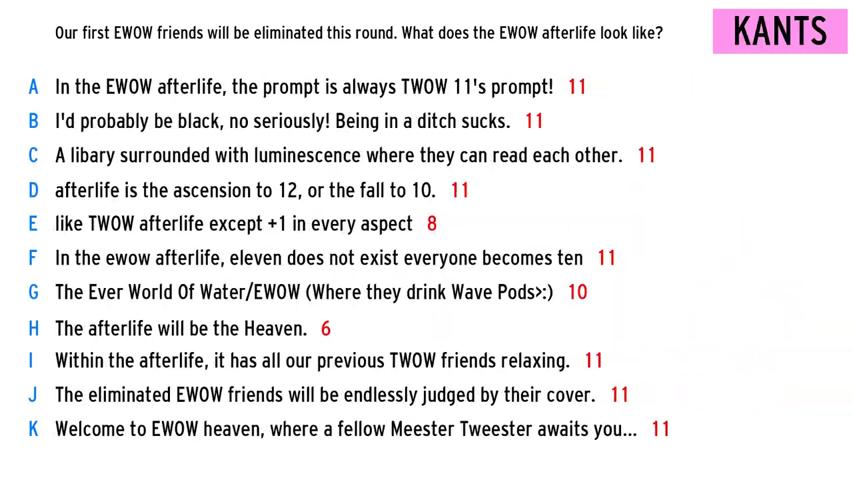 Our first EWOW friends will be eliminated this round. What does the EWOW afterlife look like?
KANTS
A In the EWOW afterlife, the prompt is always TWOW 11's prompt! 11
B I'd probably be black, no seriously! Being in a ditch sucks. 11
C A libary surrounded with luminescence where they can read each other. 11
D afterlife is the ascension to 12, or the fall to 10. 11
E like TWOW afterlife except +1 in every aspect 8
F In the ewow afterlife, eleven does not exist everyone becomes ten 11
G The Ever World Of Water/EWOW (Where they drink Wave Pods>:) 10
H The afterlife will be the Heaven. 6
I Within the afterlife, it has all our previous TWOW friends relaxing. 11
J The eliminated EWOW friends will be endlessly judged by their cover. 11
K Welcome to EWOW heaven, where a fellow Meester Tweester awaits you... 11